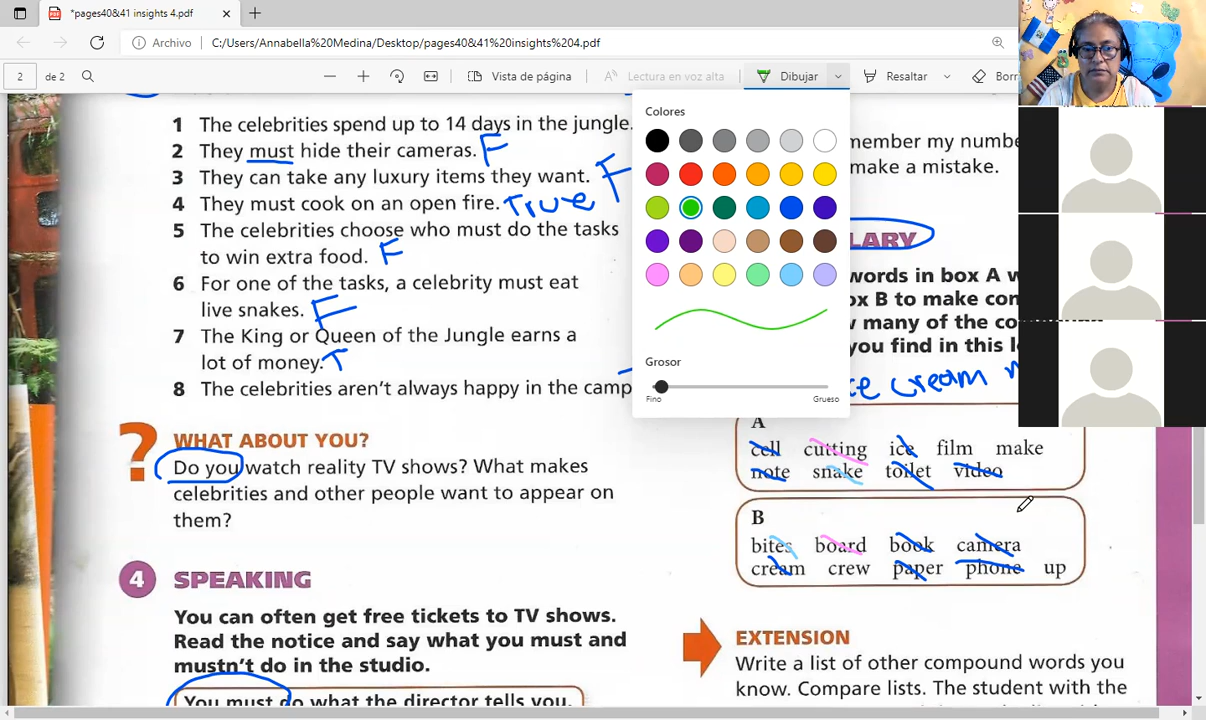 *pages40&41 insights 4.pdf
Archivo
C:/Users/Annabella%20Medina/Desktop/pages40&41%20insights%204.pdf
2
de 2
Vista de página
Lectura en voz alta
Dibujar
Resaltar
Colores
Grosor
Fino
Grueso
1 The celebrities spend up to 14 days in the jungle.
2 They must hide their cameras. F
3 They can take any luxury items they want. F
4 They must cook on an open fire. True
5 The celebrities choose who must do the tasks
to win extra food. F
6 For one of the tasks, a celebrity must eat
live snakes. F
7 The King or Queen of the Jungle earns a
lot of money. T
8 The celebrities aren't always happy in the camp
? WHAT ABOUT YOU?
Do you watch reality TV shows? What makes
celebrities and other people want to appear on
them?
4 SPEAKING
You can often get free tickets to TV shows.
Read the notice and say what you must and
mustn't do in the studio.
You must do what the director tells you.
my numbe
make a mistake.
LARY
words in box A w
B to make con
many of the
you find in this
cream
A
cell cutting ice film make
note snake toilet video
B
bites board book camera
cream crew paper phone up
EXTENSION
Write a list of other compound words you
know. Compare lists. The student with the